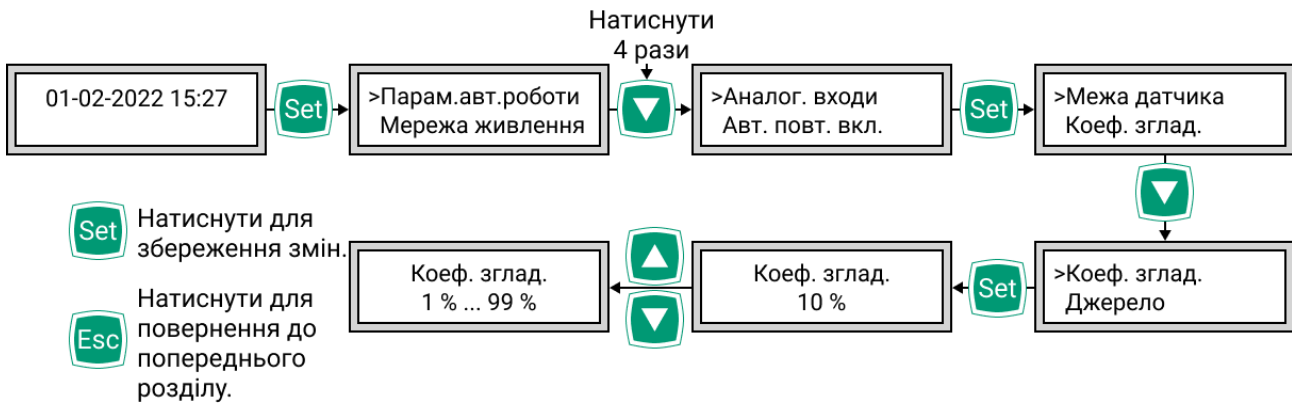 Натиснути
4 рази
01-02-2022 15:27
Set
>Парам.авт.роботи
Мережа живлення
>Аналог. входи
Авт. повт. вкл.
Set
>Межа датчика
Коеф. зглад.
Set
Натиснути для
збереження змін.
Коеф. зглад.
1 % ... 99 %
Коеф. зглад.
10 %
Set
>Коеф. зглад.
Джерело
Esc
Натиснути для
повернення до
попереднього
розділу.